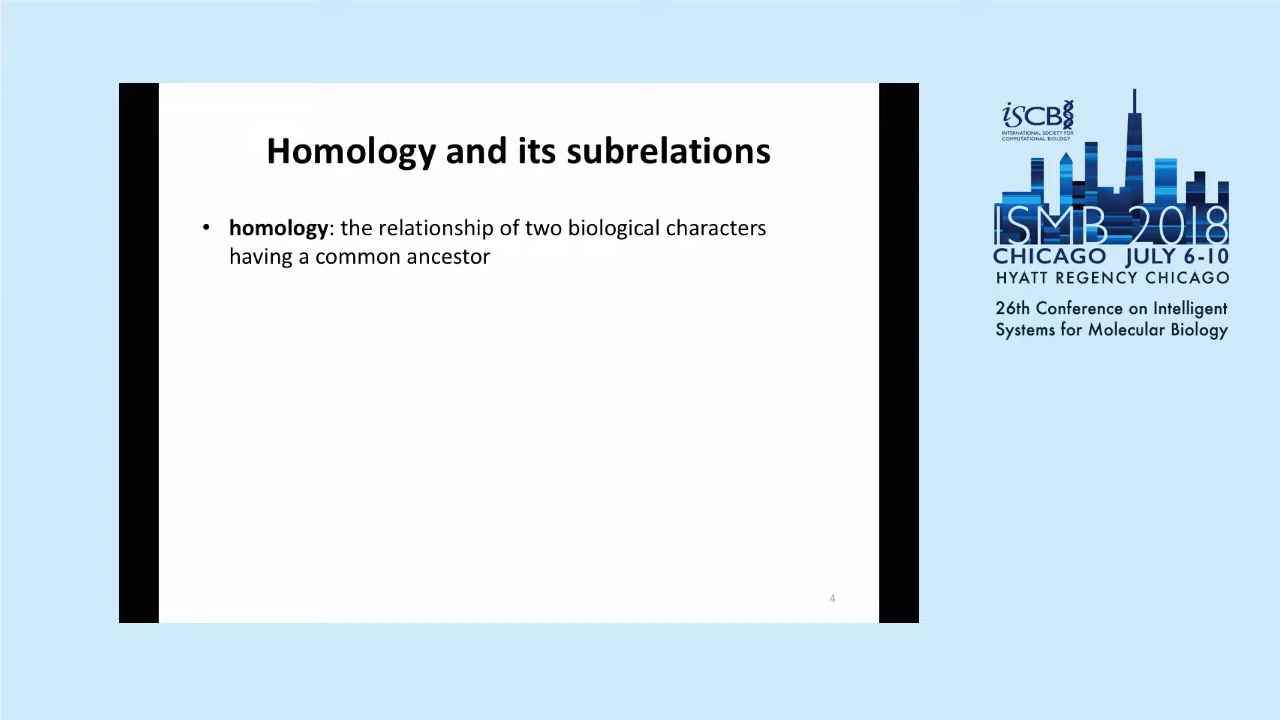 Homology and its subrelations
• homology: the relationship of two biological characters
having a common ancestor
4
iSCB
INTERNATIONAL SOCIETY FOR
COMPUTATIONAL BIOLOGY
ISMB 2018
CHICAGO JULY 6-10
HYATT REGENCY CHICAGO
26th Conference on Intelligent
Systems for Molecular Biology